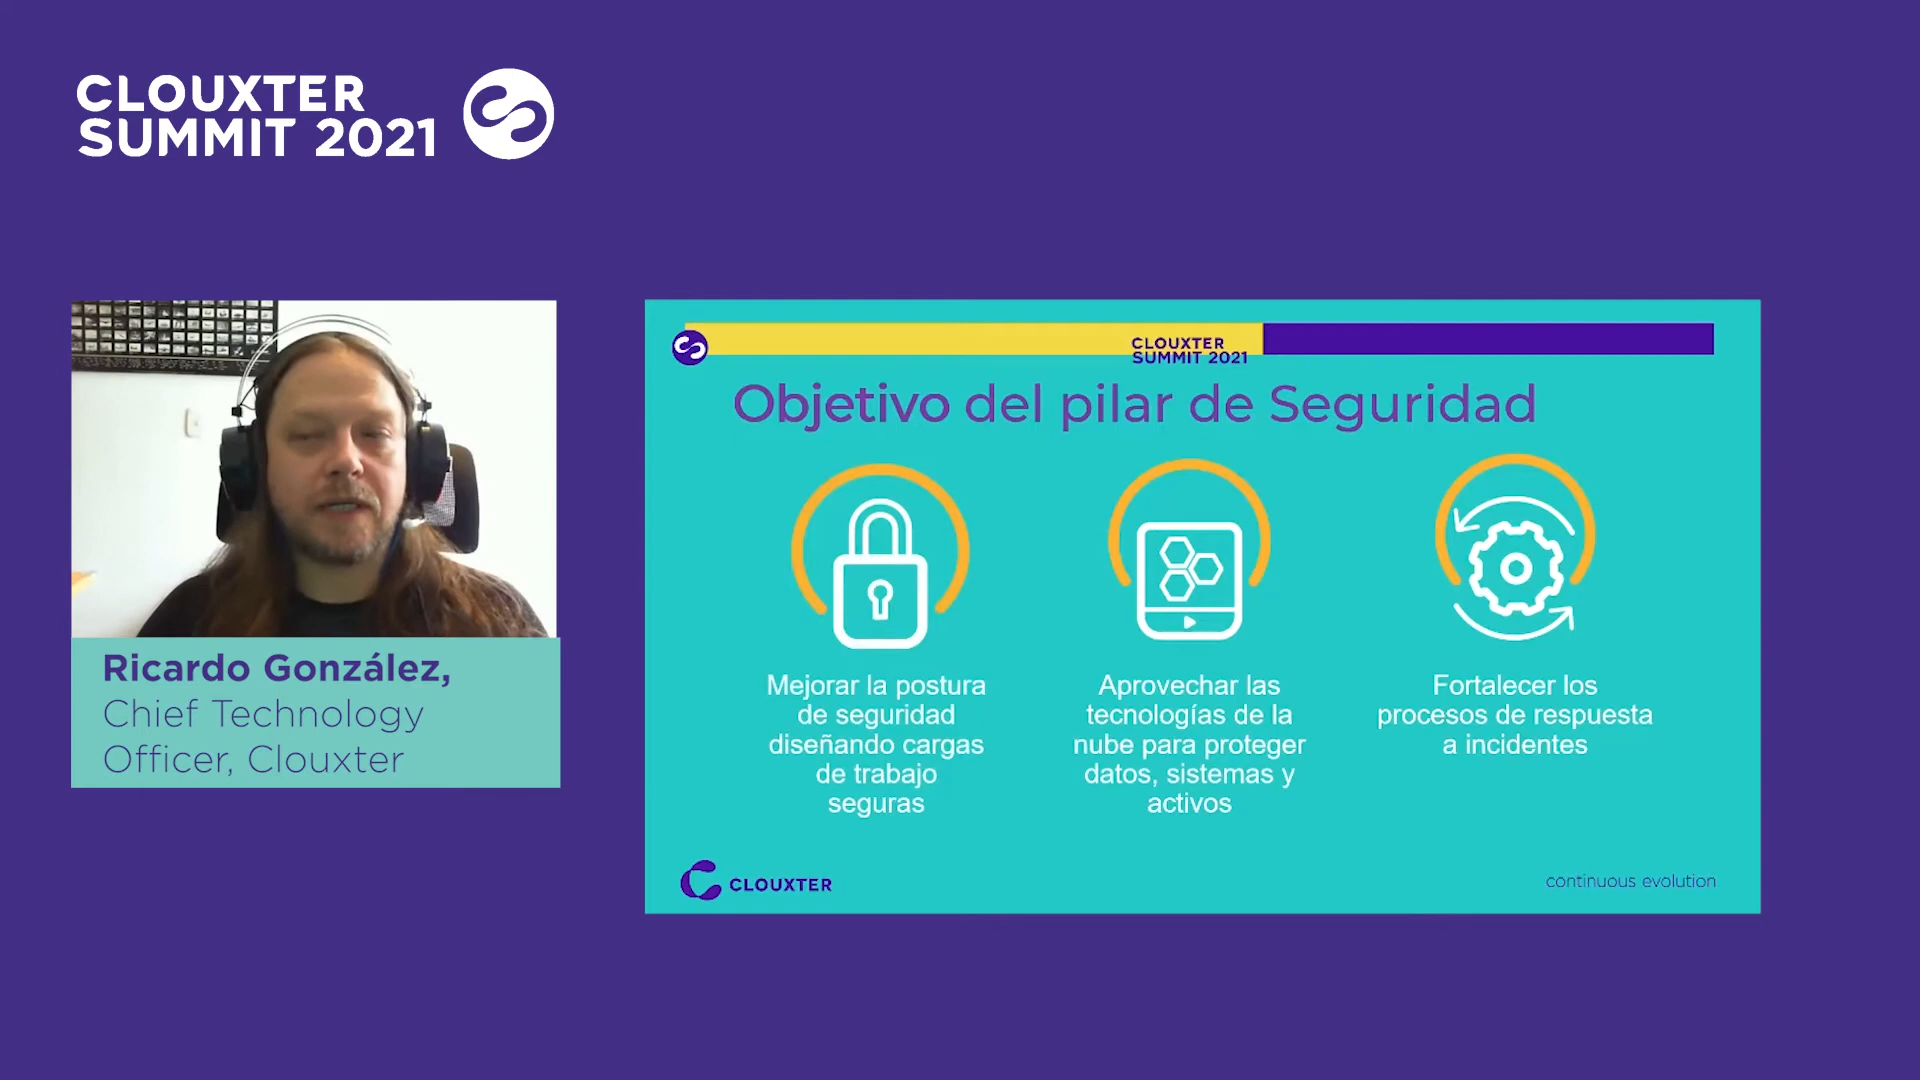 CLOUXTER
SUMMIT 2021
Ricardo González,
Chief Technology
Officer, Clouxter
CLOUXTER
SUMMIT 2021
Objetivo del pilar de Seguridad
Mejorar la postura
de seguridad
diseñando cargas
de trabajo
seguras
Aprovechar las
tecnologías de la
nube para proteger
datos, sistemas y
activos
Fortalecer los
procesos de respuesta
a incidentes
CLOUXTER
continuous evolution